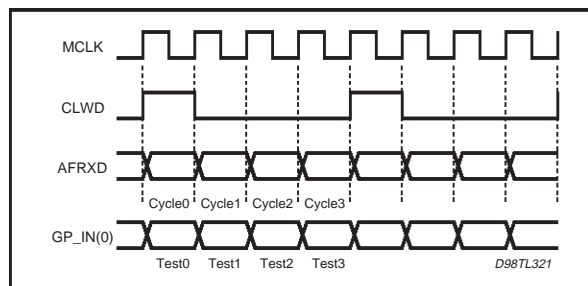 MCLK
CLWD
AFRXD
Cycle0 Cycle1 Cycle2 Cycle3
GP_IN(0)
Test0 Test1 Test2 Test3
D98TL321